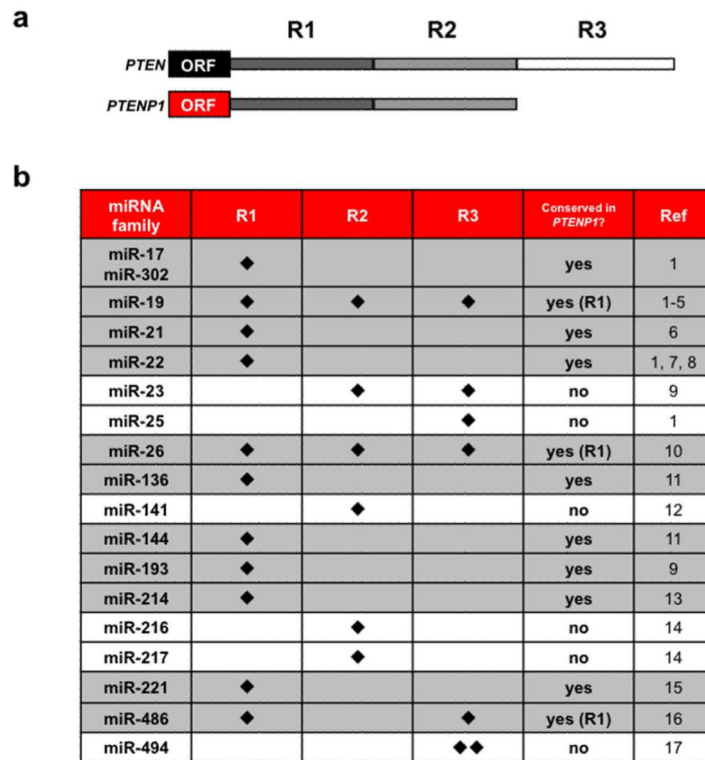 a
R1 R2 R3
PTEN ORF
PTENP1 ORF
b
miRNA family R1 R2 R3 Conserved in PTENP1? Ref
miR-17
miR-302 ◆ yes 1
miR-19 ◆ ◆ ◆ yes (R1) 1-5
miR-21 ◆ yes 6
miR-22 ◆ yes 1, 7, 8
miR-23 ◆ ◆ no 9
miR-25 ◆ no 1
miR-26 ◆ ◆ ◆ yes (R1) 10
miR-136 ◆ yes 11
miR-141 ◆ no 12
miR-144 ◆ yes 11
miR-193 ◆ yes 9
miR-214 ◆ yes 13
miR-216 ◆ no 14
miR-217 ◆ no 14
miR-221 ◆ yes 15
miR-486 ◆ ◆ yes (R1) 16
miR-494 ◆◆ no 17